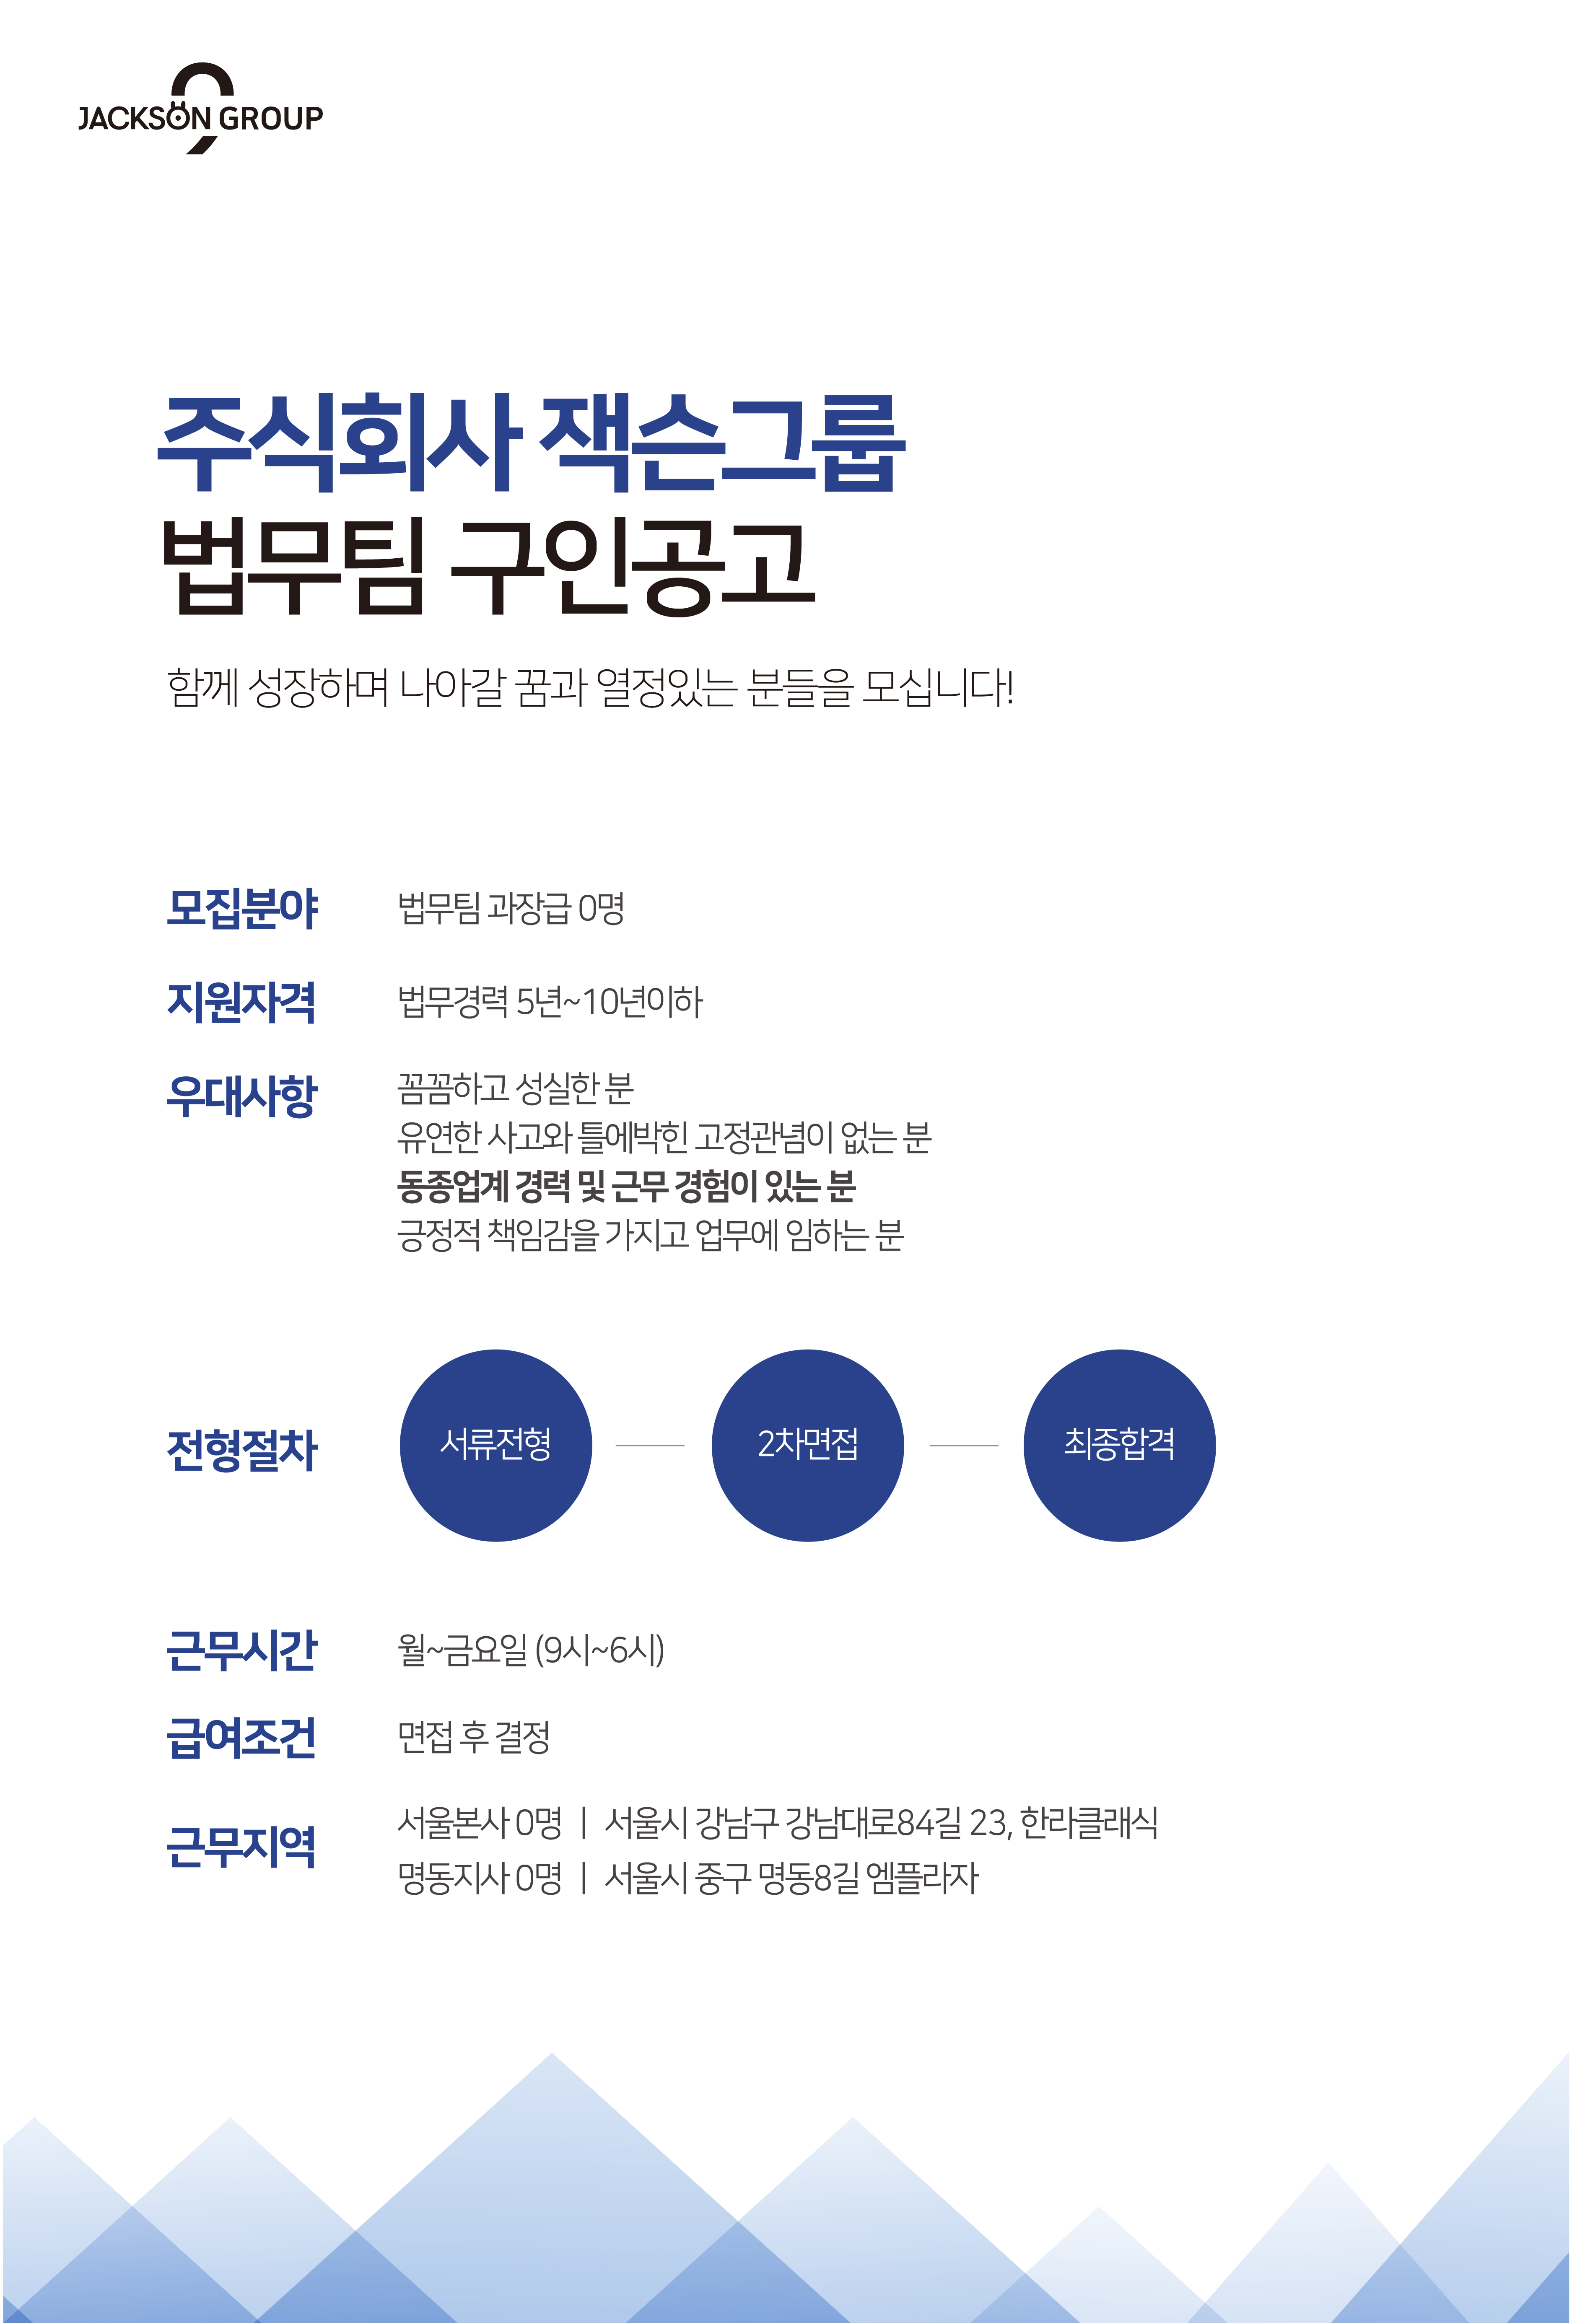 JACKSON GROUP
주식회사 잭슨그룹
법무팀 구인공고
함께 성장하며 나아갈 꿈과 열정있는 분들을 모십니다!
모집분야 법무팀 과장급 0명
지원자격 법무경력 5년~10년이하
우대사항 꼼꼼하고 성실한 분
유연한 사고와 틀에박힌 고정관념이 없는 분
동종업계 경력 및 근무 경험이 있는 분
긍정적 책임감을 가지고 업무에 임하는 분
전형절차 서류전형 2차면접 최종합격
근무시간 월~금요일 (9시~6시)
급여조건 면접 후 결정
근무지역 서울본사 0명 | 서울시 강남구 강남대로84길 23, 한라클래식
명동지사 0명 | 서울시 중구 명동8길 엠플라자